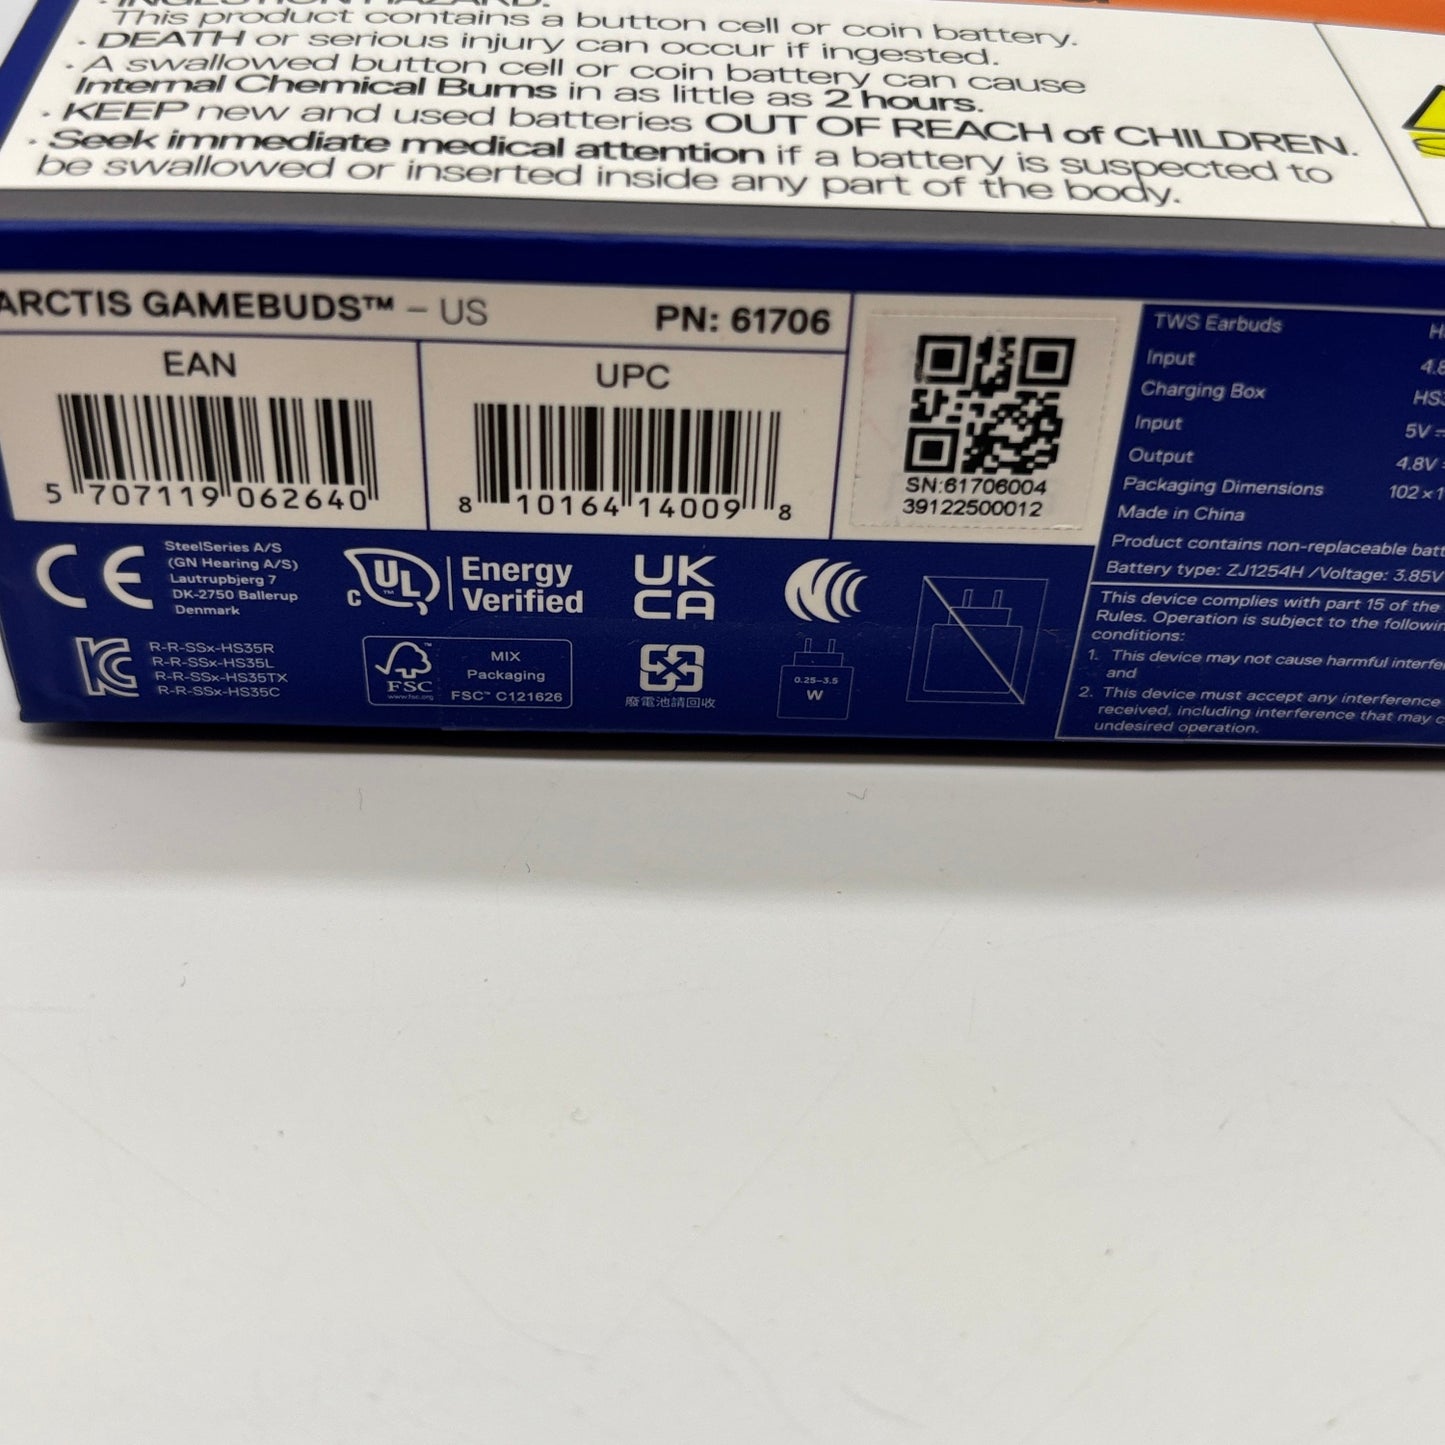 This product contains a button cell or coin battery.
· DEATH or serious injury can occur if ingested.
· A swallowed button cell or coin battery can cause
Internal Chemical Burns in as little as 2 hours.
· KEEP new and used batteries OUT OF REACH of CHILDREN.
· Seek immediate medical attention if a battery is suspected to
be swallowed or inserted inside any part of the body.
ARCTIS GAMEBUDS™ – US
PN: 61706
EAN
5 707119 062640
UPC
8 10164 14009 8
SN:61706004
39122500012
TWS Earbuds
Input
Charging Box
Input
5V
Output
4.8V
Packaging Dimensions
102 x
Made in China
Product contains non-replaceable
Battery type: ZJ1254H / Voltage: 3.85V
This device complies with part 15 of the
Rules. Operation is subject to the
conditions:
1. This device may not cause harmful
and
2. This device must accept any interference
received, including interference that may
undesired operation.
CE
SteelSeries A/S
(GN Hearing A/S)
Lautrupbjerg 7
DK-2750 Ballerup
Denmark
C UL ™
Energy
Verified
UK
CA
R-R-SSx-HS35R
R-R-SSx-HS35L
R-R-SSx-HS35TX
R-R-SSx-HS35C
FSC
www.fsc.org
MIX
Packaging
FSC™ C121626
廢電池請回收
0.25–3.5
W